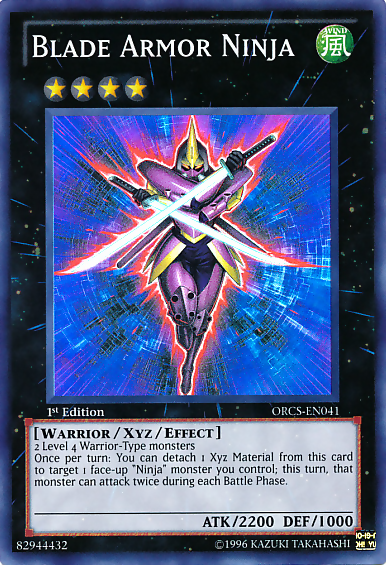 BLADE ARMOR NINJA
WIND
風
1st Edition
ORCS-EN041
[WARRIOR/XYZ/EFFECT]
2 Level 4 Warrior-Type monsters
Once per turn: You can detach 1 Xyz Material from this card
to target 1 face-up "Ninja" monster you control; this turn, that
monster can attack twice during each Battle Phase.
ATK/2200 DEF/1000
82944432
©1996 KAZUKI TAKAHASHI